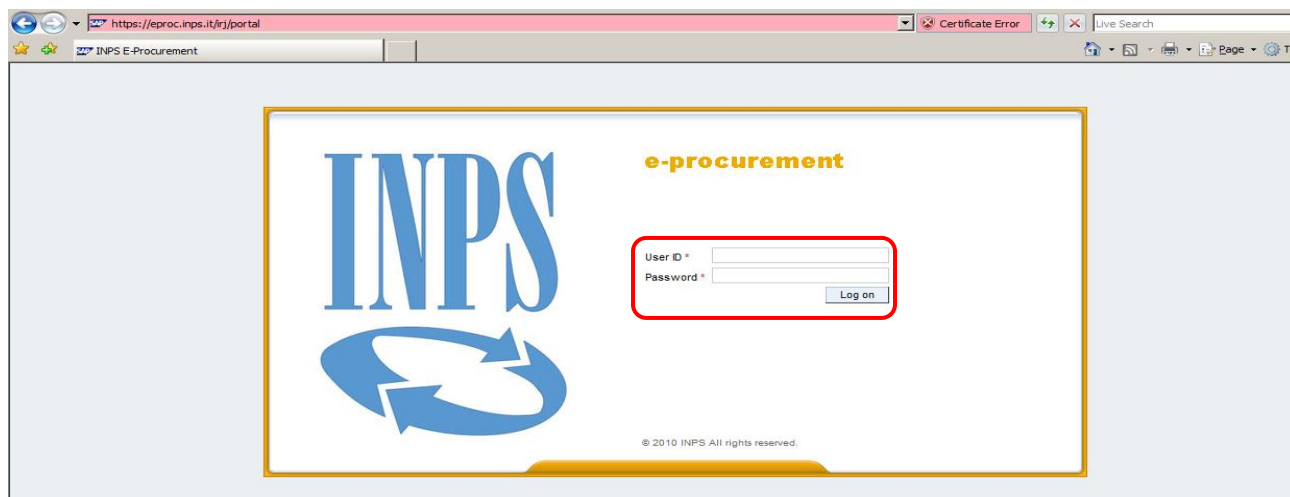 https://eproc.inps.it/irj/portal
Certificate Error
Live Search
INPS E-Procurement
Page
T
INPS
e-procurement
User ID *
Password *
Log on
© 2010 INPS All rights reserved.